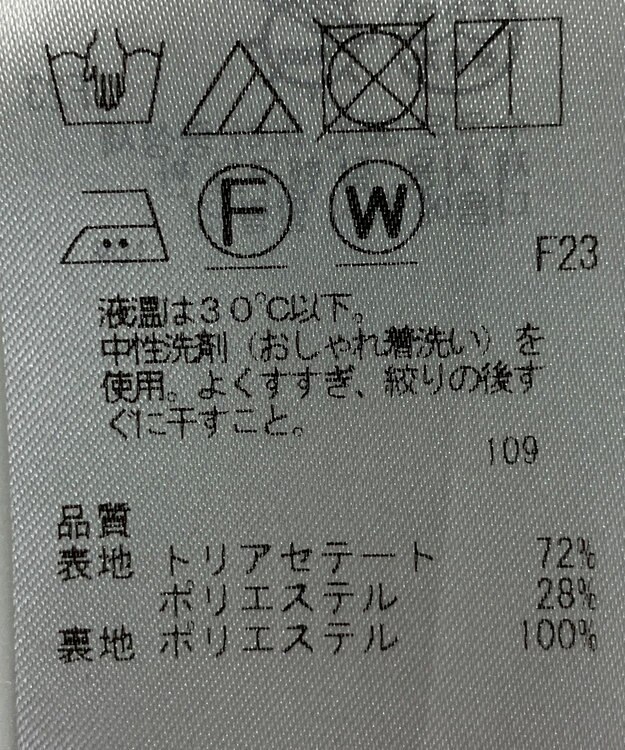 F W
F23
液温は30℃以下。
中性洗剤(おしゃれ着洗い)を
使用。よくすすぎ、絞りの後す
ぐに干すこと。
109
品質
表地 トリアセテート 72%
ポリエステル 28%
裏地 ポリエステル 100%